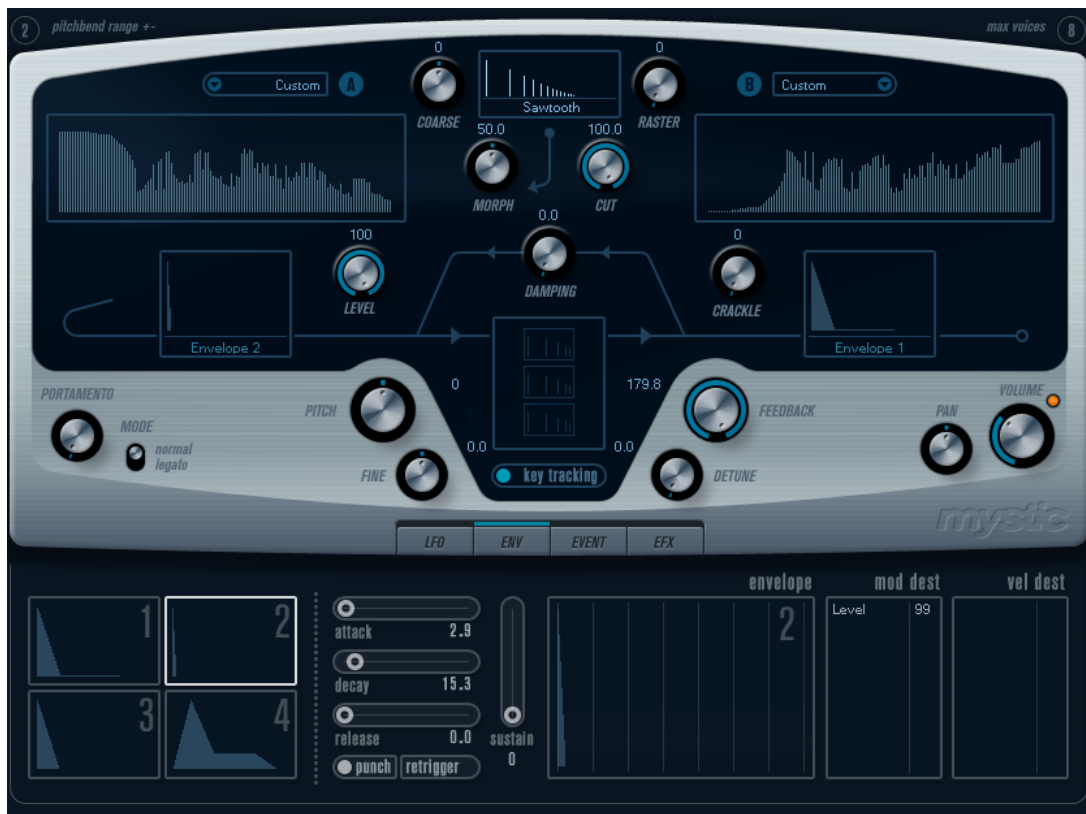 2 pitchbend range +- max voices 8
0 0
Custom A B Custom
Sawtooth
COARSE RASTER
50.0 100.0
MORPH CUT
0.0
100 0
DAMPING
LEVEL CRACKLE
Envelope 2 Envelope 1
PORTAMENTO 0 179.8 VOLUME
PITCH FEEDBACK PAN
MODE
normal
legato
0.0 0.0
FINE key tracking DETUNE
mystic
LFO ENV EVENT EFX
envelope mod dest vel dest
1 2 attack 2.9 2 Level 99
decay 15.3
3 4 release 0.0 sustain
punch retrigger 0